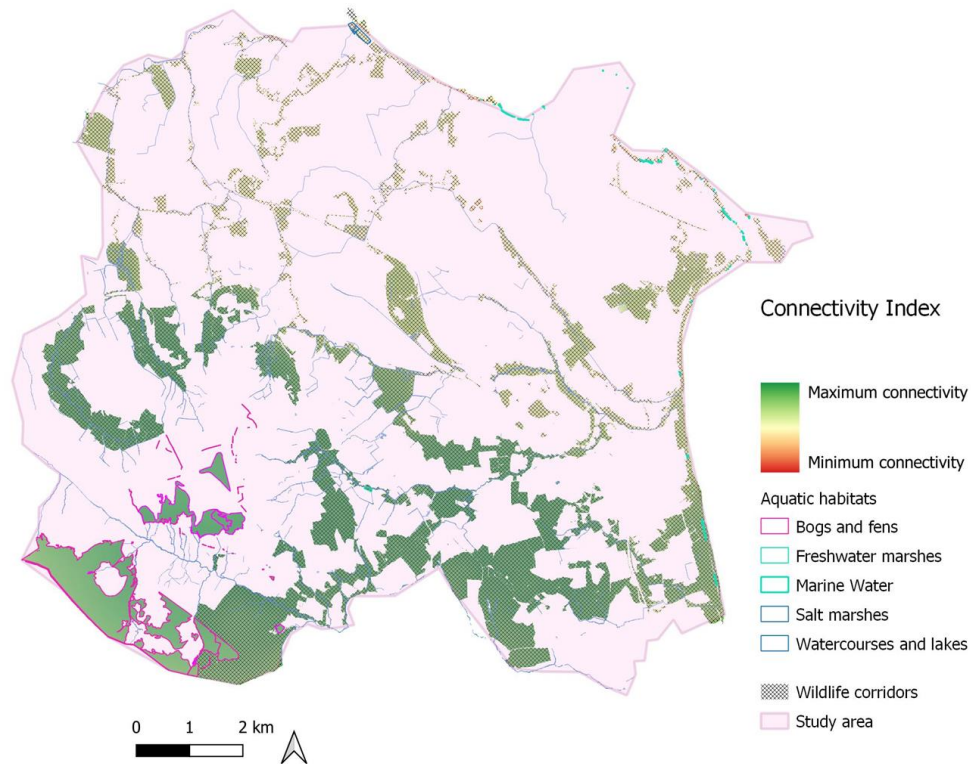 Connectivity Index
Maximum connectivity
Minimum connectivity
Aquatic habitats
Bogs and fens
Freshwater marshes
Marine Water
Salt marshes
Watercourses and lakes
Wildlife corridors
Study area
0 1 2 km